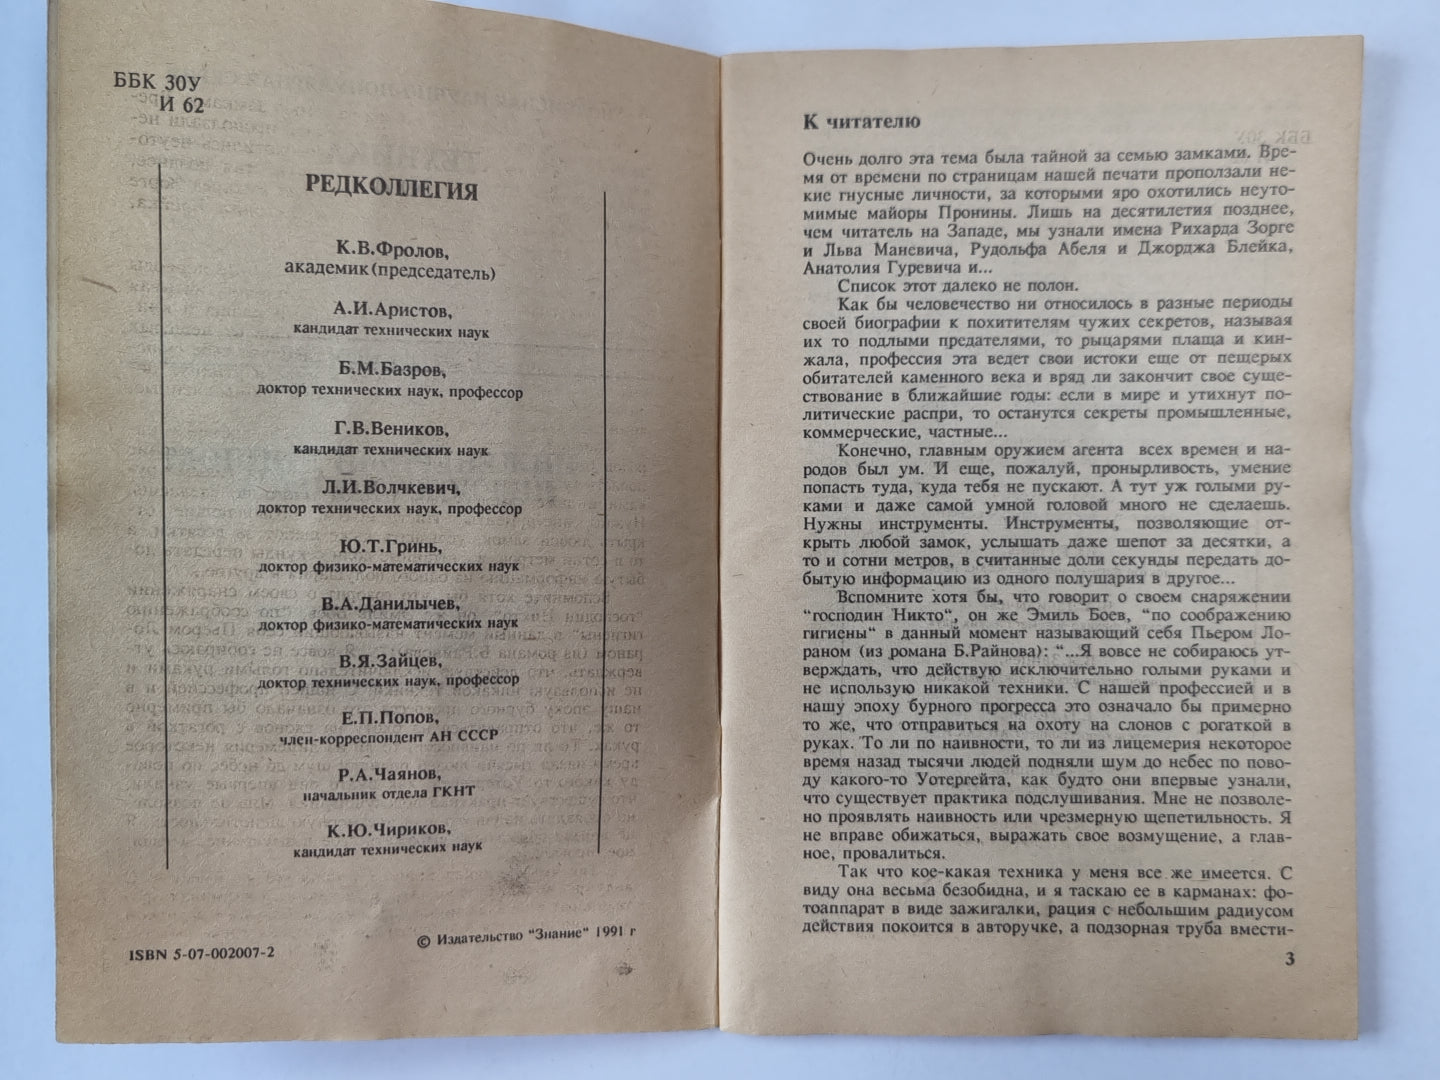 ББК 30У
И 62
РЕДКОЛЛЕГИЯ
К.В.Фролов,
академик(председатель)
А.И.Аристов,
кандидат технических наук
Б.М.Базров,
доктор технических наук, профессор
Г.В.Веников,
кандидат технических наук
Л.И.Волчкевич,
доктор технических наук, профессор
Ю.Т.Гринь,
доктор физико-математических наук
В.А.Данилычев,
доктор физико-математических наук
В.Я.Зайцев,
доктор технических наук, профессор
Е.П.Попов,
член-корреспондент АН СССР
Р.А.Чаянов,
начальник отдела ГКНТ
К.Ю.Чириков,
кандидат технических наук
ISBN 5-07-002007-2
© Издательство "Знание" 1991 г
К читателю
Очень долго эта тема была тайной за семью замками. Вре-
мя от времени по страницам нашей печати проползали не-
кие гнусные личности, за которыми яро охотились неуто-
мимые майоры Пронины. Лишь на десятилетия позднее,
чем читатель на Западе, мы узнали имена Рихарда Зорге
и Льва Маневича, Рудольфа Абеля и Джорджа Блейка,
Анатолия Гуревича и...
Список этот далеко не полон.
Как бы человечество ни относилось в разные периоды
своей биографии к похитителям чужих секретов, называя
их то подлыми предателями, то рыцарями плаща и кин-
жала, профессия эта ведет свои истоки еще от пещерых
обитателей каменного века и вряд ли закончит свое суще-
ствование в ближайшие годы: если в мире и утихнут по-
литические распри, то останутся секреты промышленные,
коммерческие, частные...
Конечно, главным оружием агента всех времен и на-
родов был ум. И еще, пожалуй, пронырливость, умение
попасть туда, куда тебя не пускают. А тут уж голыми ру-
ками и даже самой умной головой много не сделаешь.
Нужны инструменты. Инструменты, позволяющие от-
крыть любой замок, услышать даже шепот за десятки, а
то и сотни метров, в считанные доли секунды передать до-
бытую информацию из одного полушария в другое...
Вспомните хотя бы, что говорит о своем снаряжении
“господин Никто“, он же Эмиль Боев, “по соображению
гигиены“ в данный момент называющий себя Пьером Ло-
раном (из романа Б.Райнова): “...Я вовсе не собираюсь ут-
верждать, что действую исключительно голыми руками и
не использую никакой техники. С нашей профессией и в
нашу эпоху бурного прогресса это означало бы примерно
то же, что отправиться на охоту на слонов с рогаткой в
руках. То ли по наивности, то ли из лицемерия некоторое
время назад тысячи людей подняли шум до небес по пово-
ду какого-то Уотергейта, как будто они впервые узнали,
что существует практика подслушивания. Мне не позволе-
но проявлять наивность или чрезмерную щепетильность. Я
не вправе обижаться, выражать свое возмущение, а глав-
ное, провалиться.
Так что кое-какая техника у меня все же имеется. С
виду она весьма безобидна, и я таскаю ее в карманах: фо-
тоаппарат в виде зажигалки, рация с небольшим радиусом
действия покоится в авторучке, а подзорная труба вмести-
3